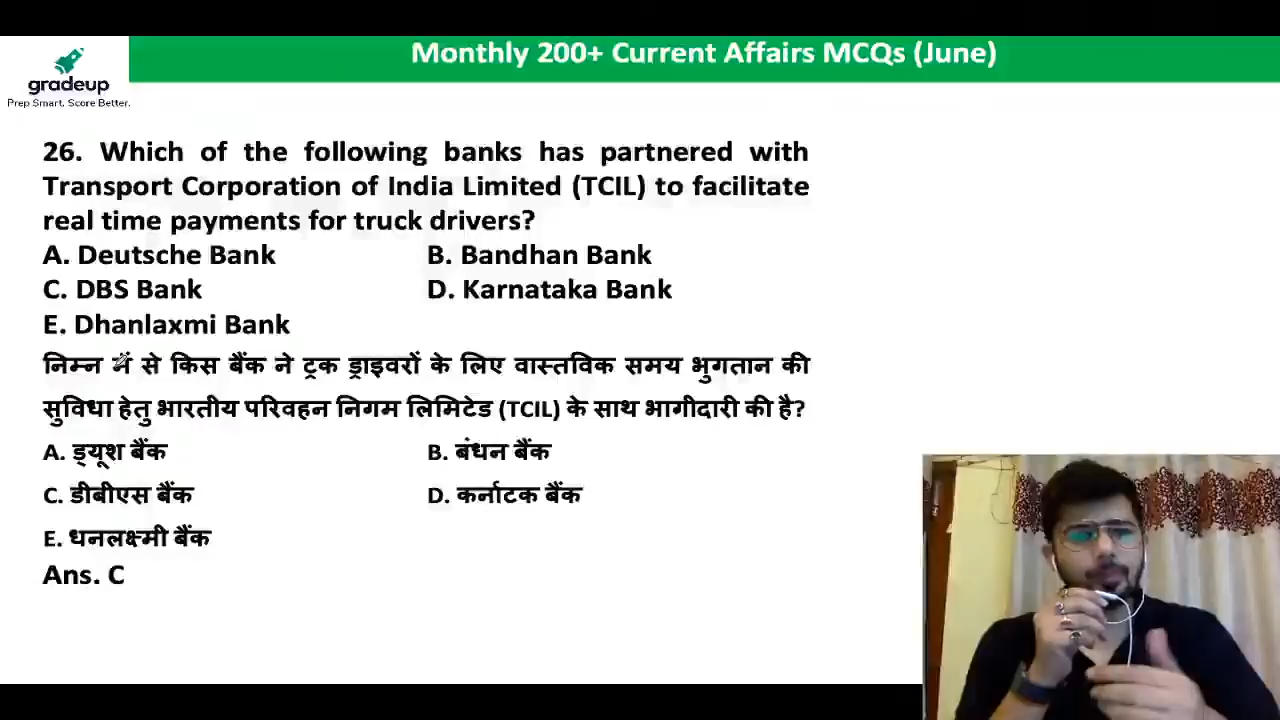 gradeup
Prep Smart. Score Better.
Monthly 200+ Current Affairs MCQs (June)
26. Which of the following banks has partnered with
Transport Corporation of India Limited (TCIL) to facilitate
real time payments for truck drivers?
A. Deutsche Bank B. Bandhan Bank
C. DBS Bank D. Karnataka Bank
E. Dhanlaxmi Bank
निम्न में से किस बैंक ने ट्रक ड्राइवरों के लिए वास्तविक समय भुगतान की
सुविधा हेतु भारतीय परिवहन निगम लिमिटेड (TCIL) के साथ भागीदारी की है?
A. ड्यूश बैंक B. बंधन बैंक
C. डीबीएस बैंक D. कर्नाटक बैंक
E. धनलक्ष्मी बैंक
Ans. C